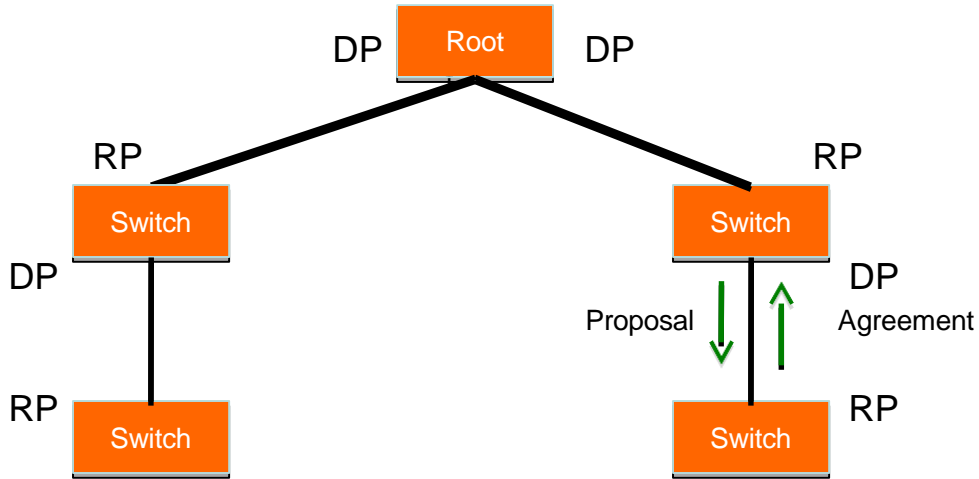 DP
Root
DP
RP
RP
Switch
Switch
DP
DP
Proposal
Agreement
RP
RP
Switch
Switch